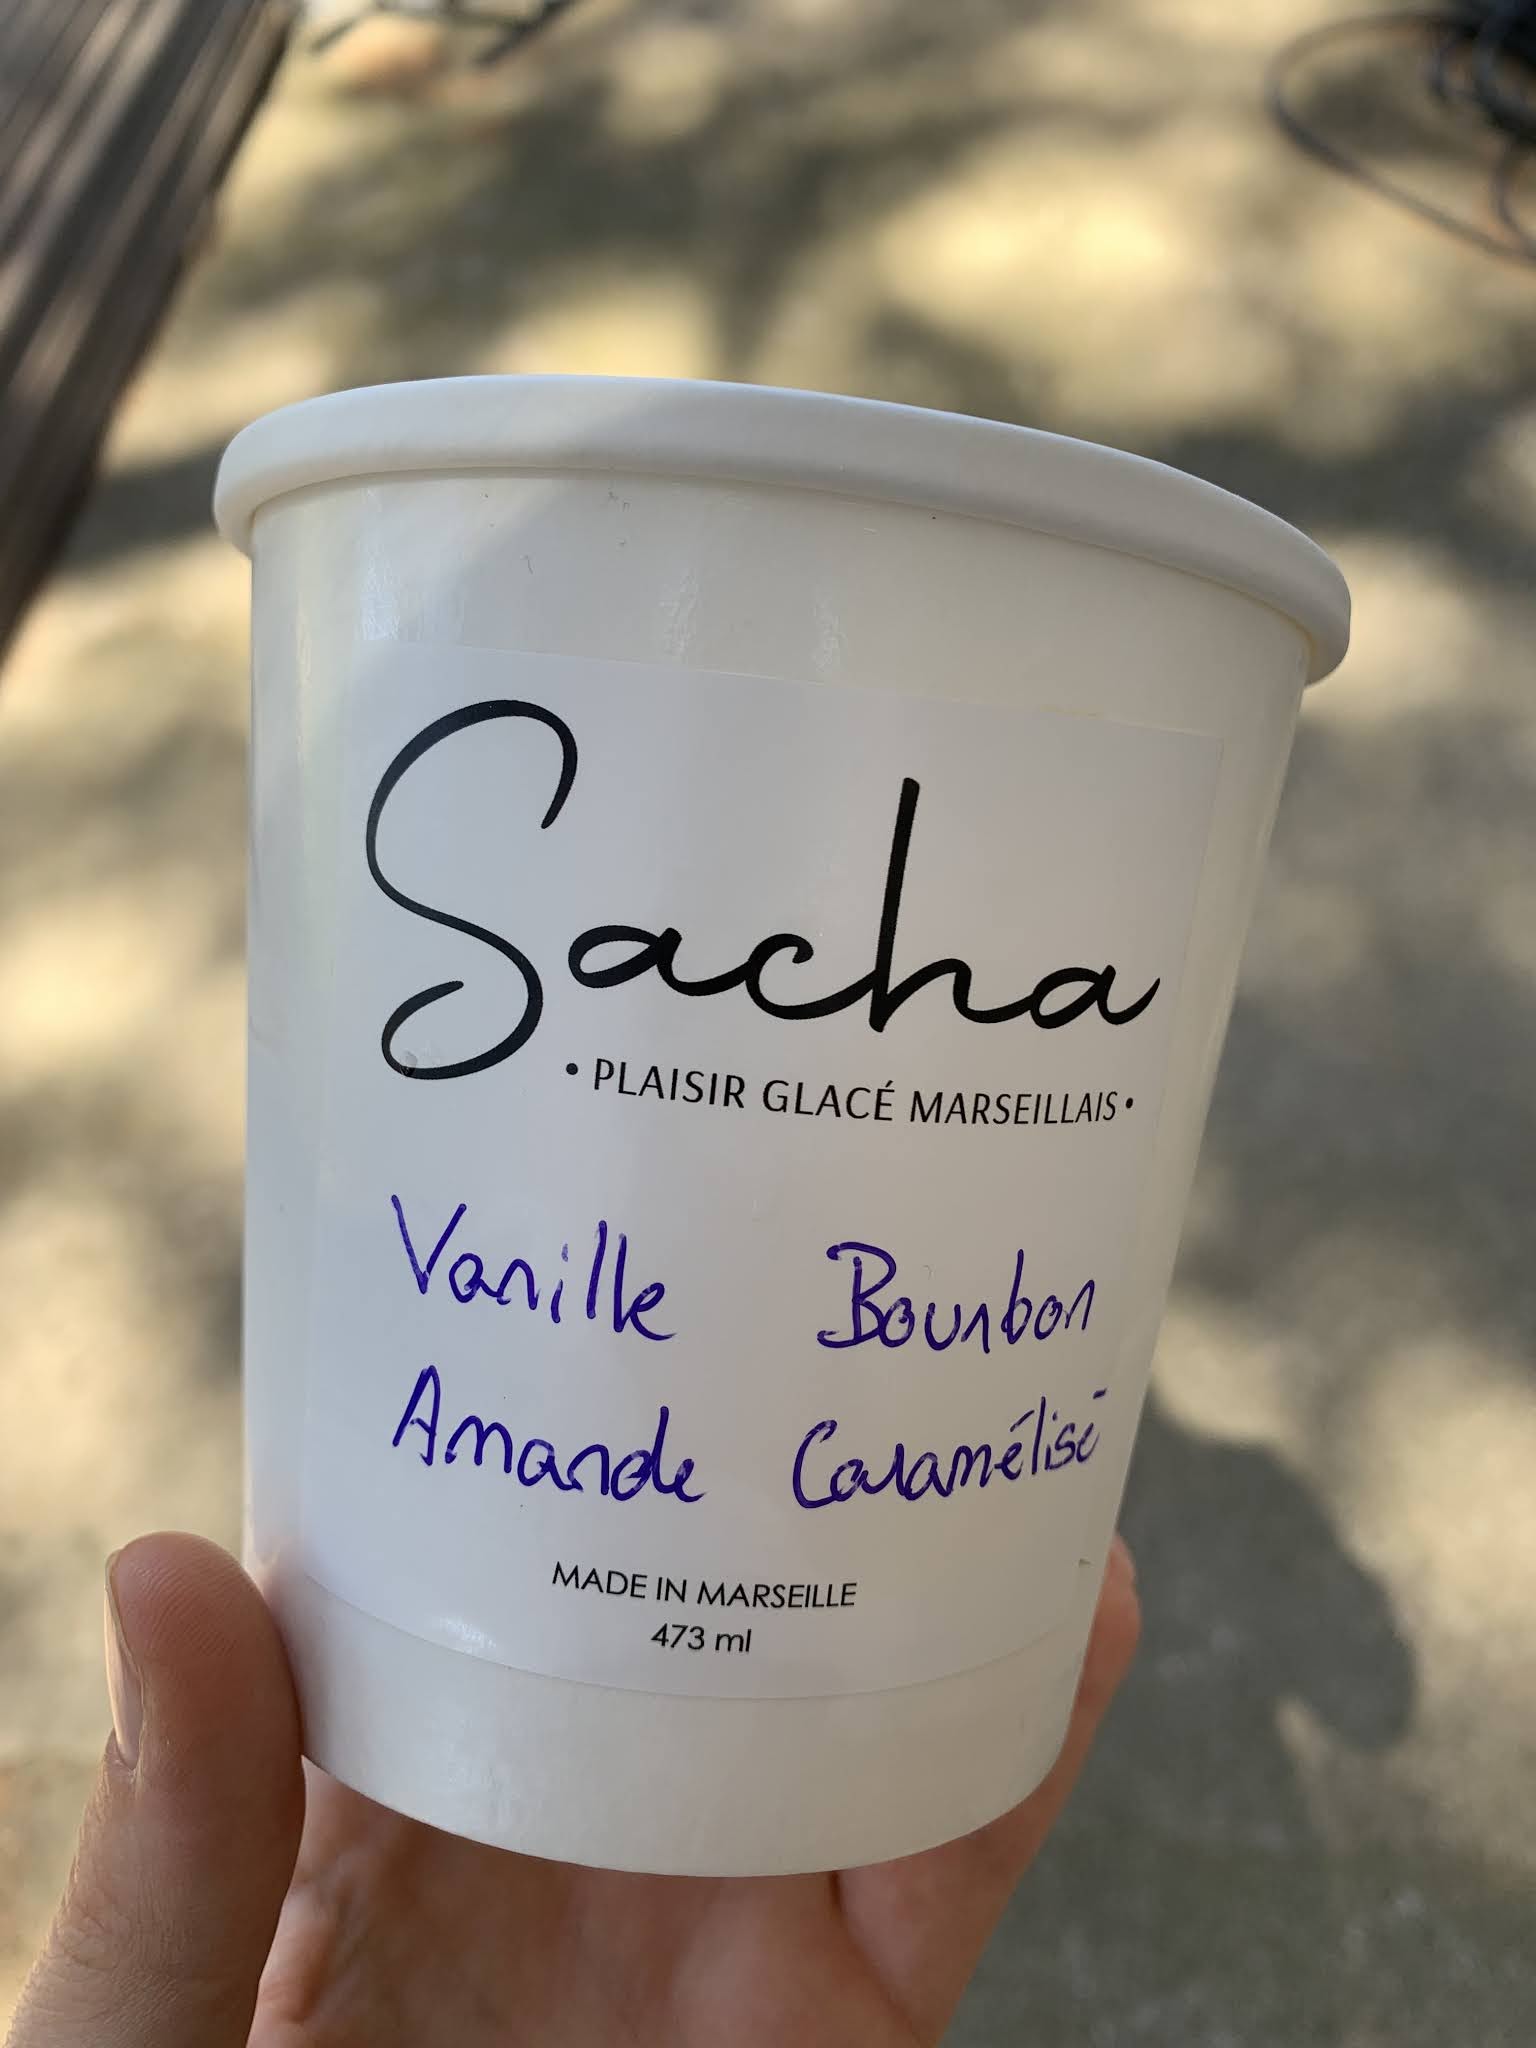 Sacha
• PLAISIR GLACÉ MARSEILLAIS •
Vanille Bourbon
Amande Caramélisé
MADE IN MARSEILLE
473 ml